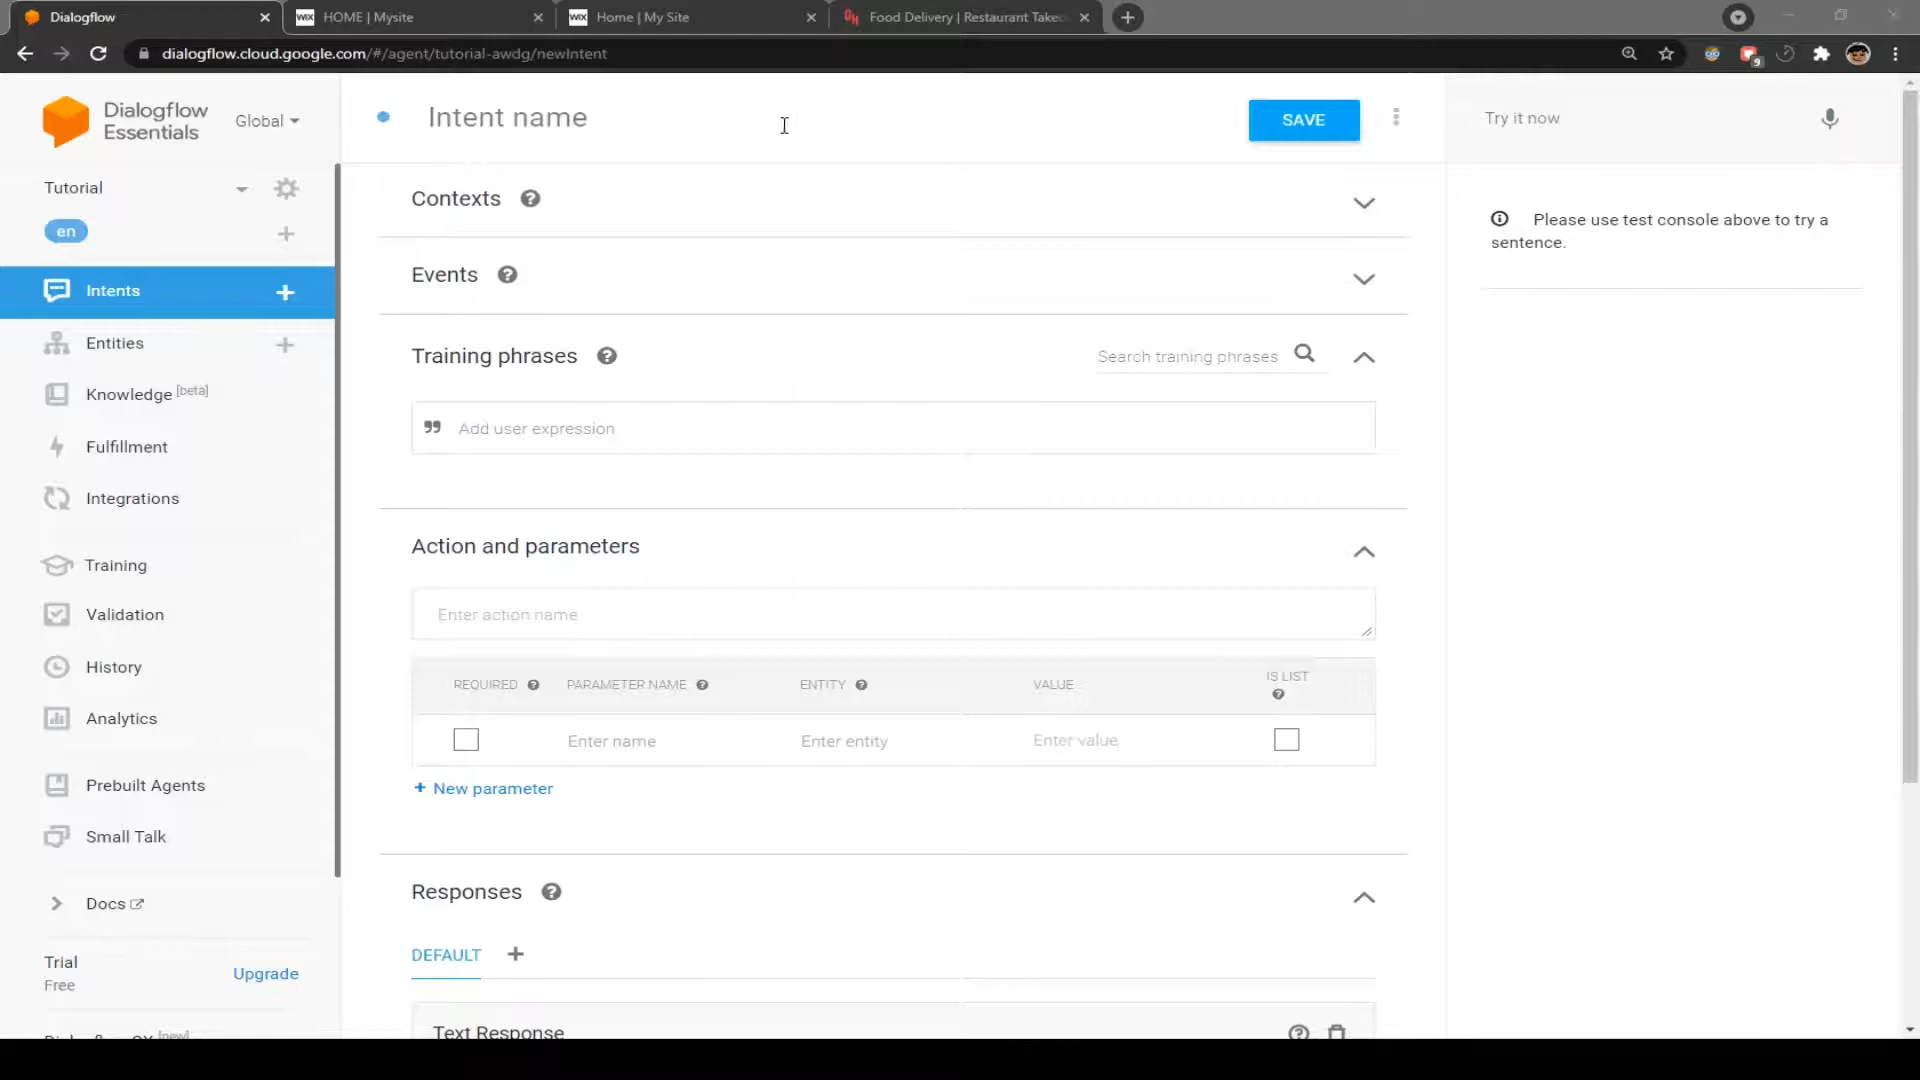 Dialogflow
HOME | Mysite
Home | My Site
Food Delivery | Restaurant Takeo
dialogflow.cloud.google.com/#/agent/tutorial-awdg/newIntent
9
Dialogflow
Essentials
Global
Intent name
SAVE
Try it now
Tutorial
en
Contexts
Please use test console above to try a
sentence.
Events
Intents
Entities
Knowledge [beta]
Fulfillment
Integrations
Training
Validation
History
Analytics
Prebuilt Agents
Small Talk
Docs
Trial
Free
Upgrade
[new]
Training phrases
Search training phrases
Add user expression
Action and parameters
Enter action name
REQUIRED PARAMETER NAME ENTITY VALUE IS LIST
Enter name Enter entity Enter value
+ New parameter
Responses
DEFAULT
Text Response